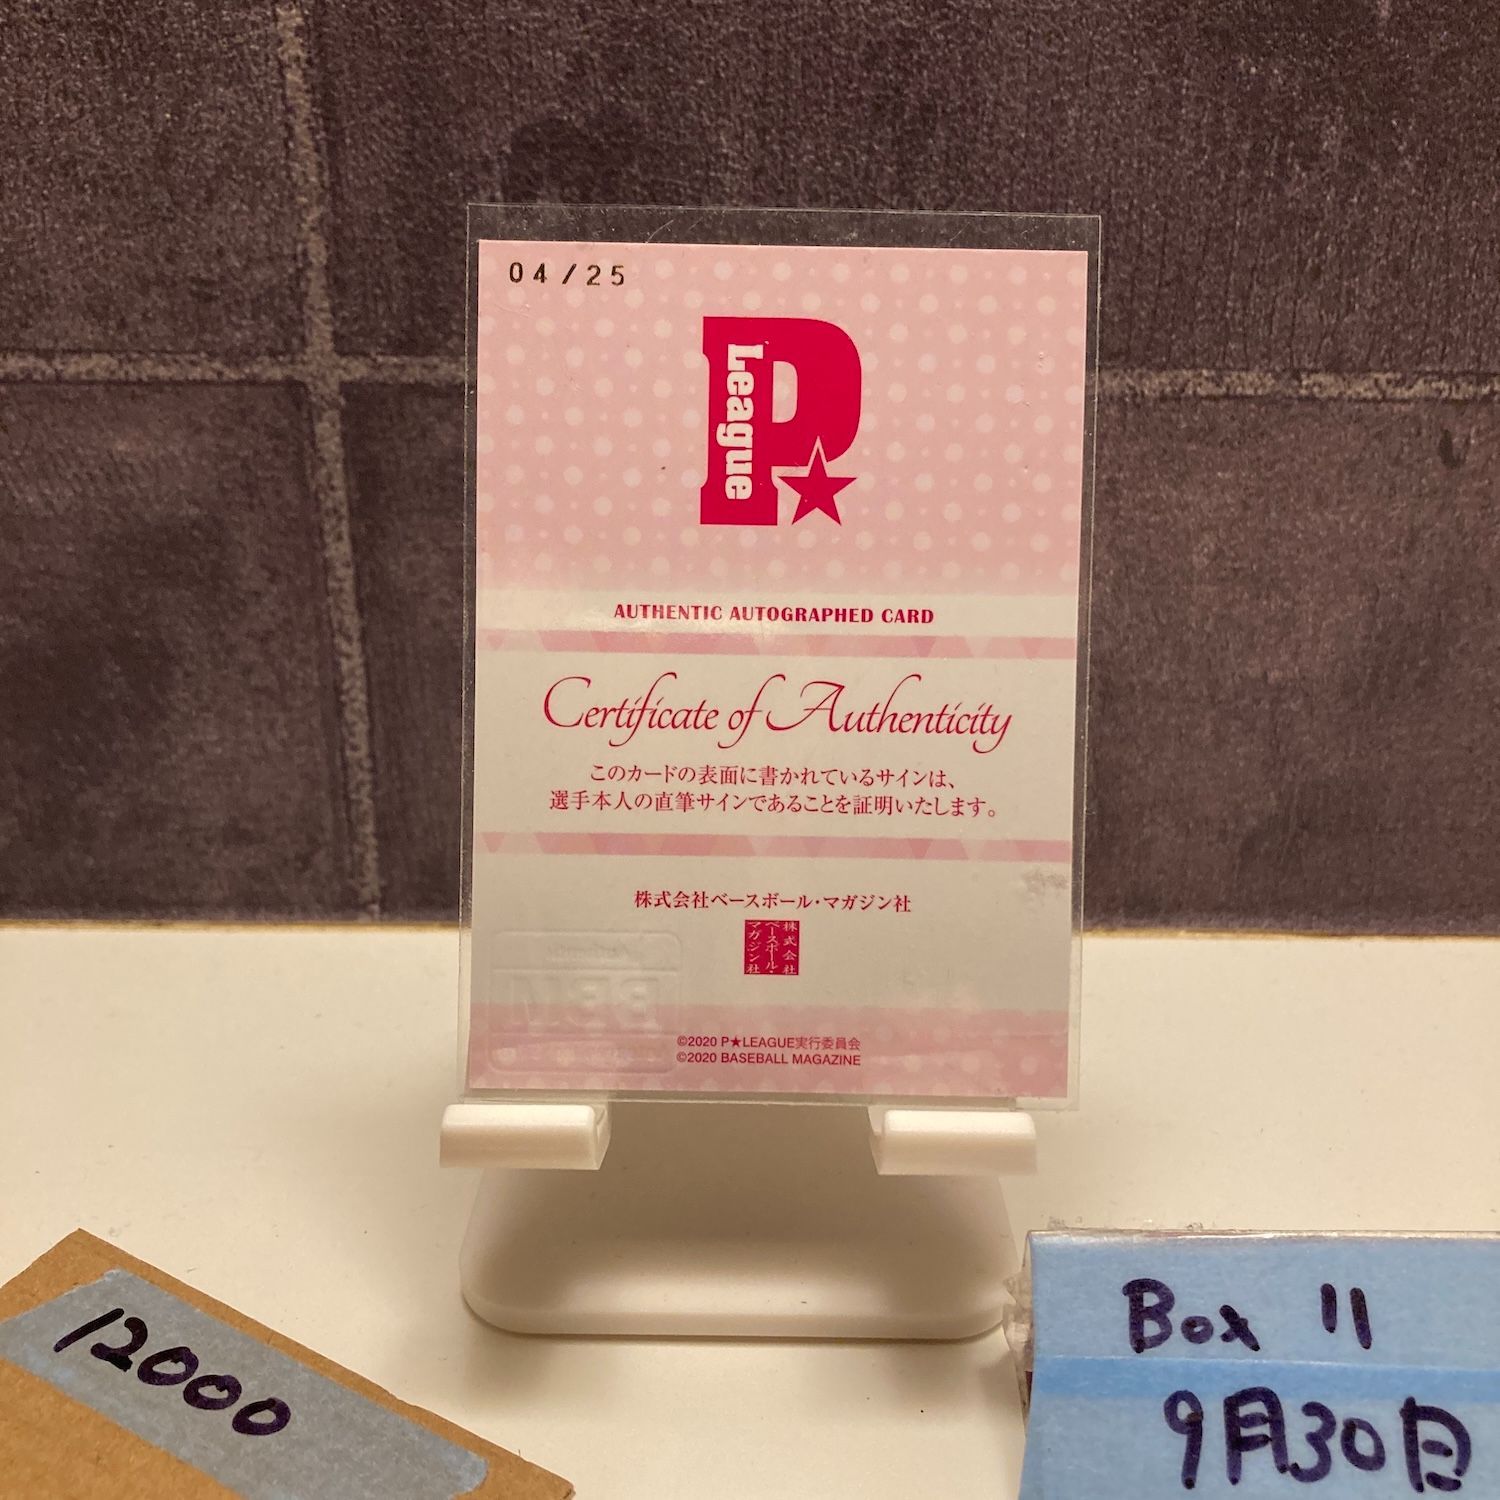 04/25
P★
League
AUTHENTIC AUTOGRAPHED CARD
Certificate of Authenticity
このカードの表面に書かれているサインは、
選手本人の直筆サインであることを証明いたします。
株式会社ベースボール・マガジン社
株式会社
ベースボール・
マガジン社
©2020 P★LEAGUE実行委員会
©2020 BASEBALL MAGAZINE
12000
Box 11
9月30日